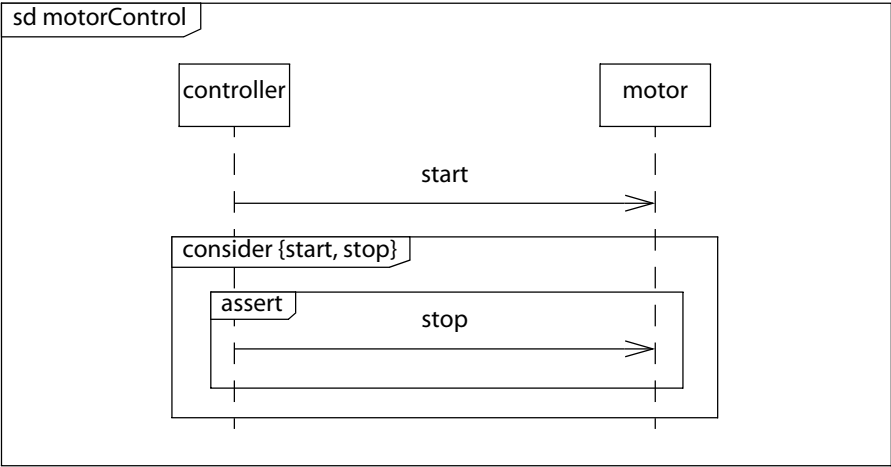 sd motorControl
controller
motor
start
consider {start, stop}
assert
stop